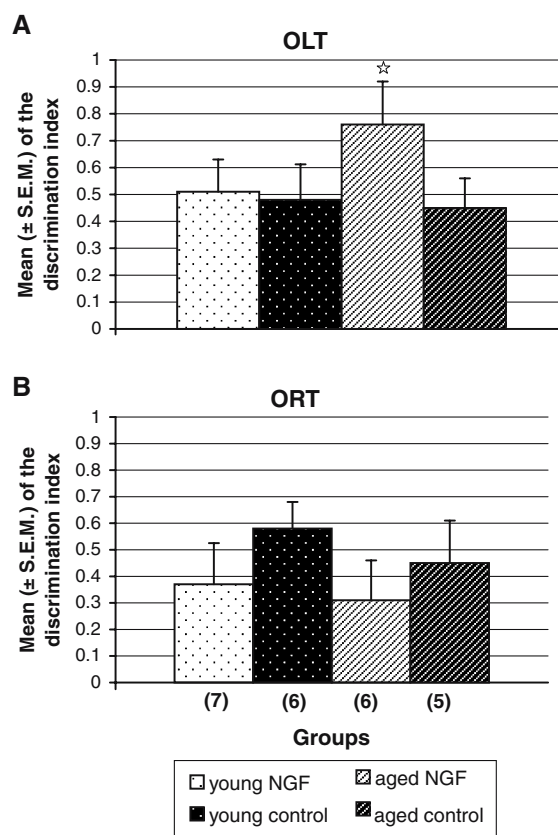 A
OLT
Mean (± S.E.M.) of the
discrimination index
1
0.9
0.8
0.7
0.6
0.5
0.4
0.3
0.2
0.1
0
B
ORT
Mean (± S.E.M.) of the
discrimination index
1
0.9
0.8
0.7
0.6
0.5
0.4
0.3
0.2
0.1
0
(7) (6) (6) (5)
Groups
young NGF aged NGF
young control aged control